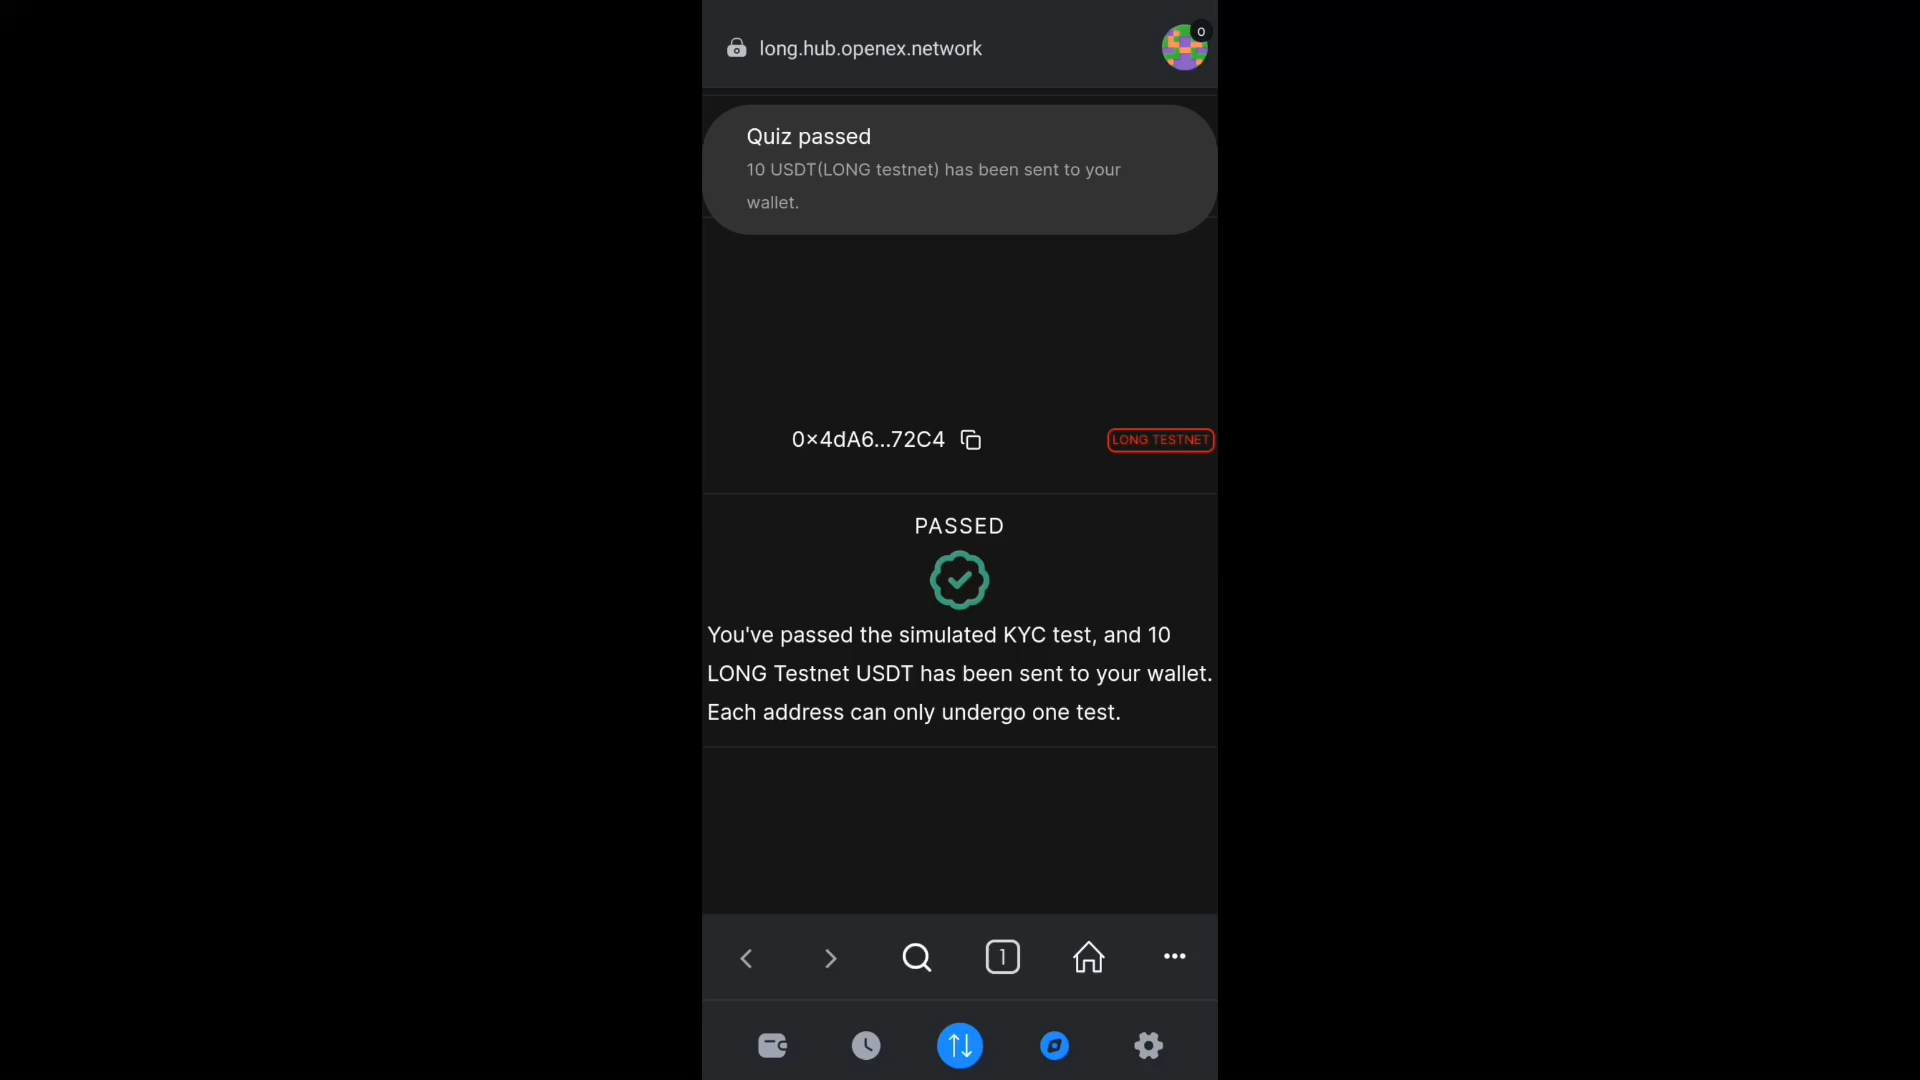 long.hub.openex.network
0
Quiz passed
10 USDT(LONG testnet) has been sent to your
wallet.
0×4dA6...72C4
LONG TESTNET
PASSED
You've passed the simulated KYC test, and 10
LONG Testnet USDT has been sent to your wallet.
Each address can only undergo one test.
1